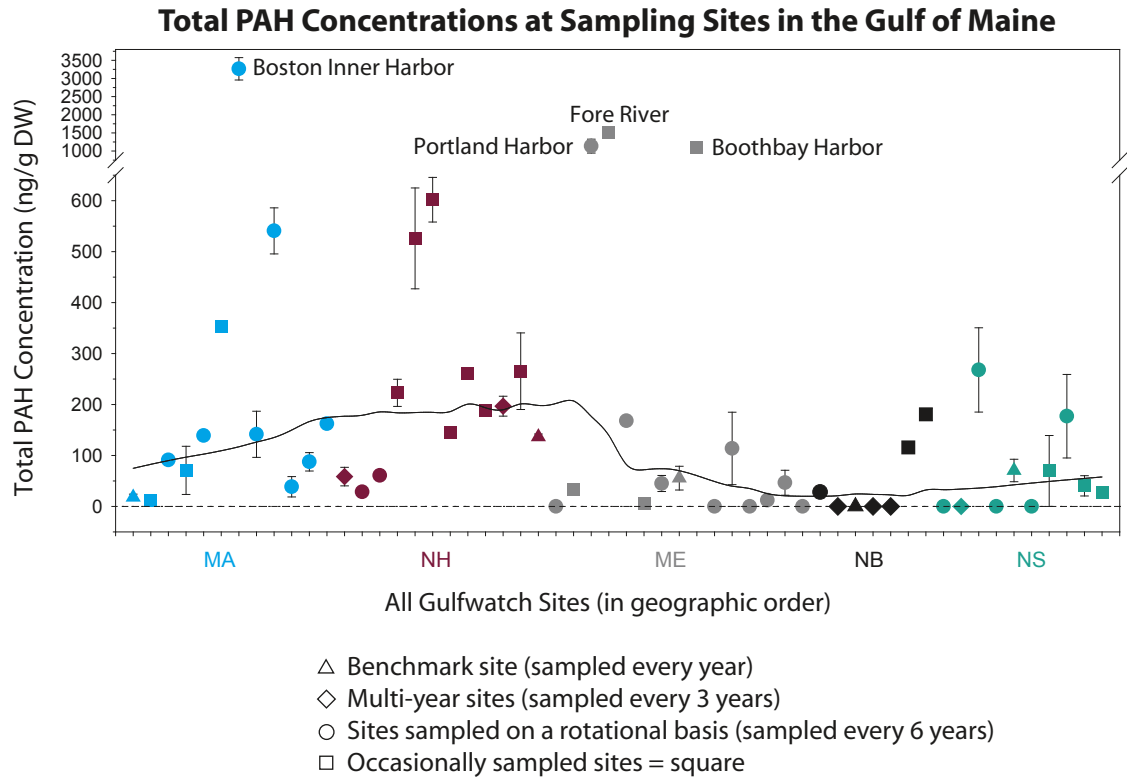 Total PAH Concentrations at Sampling Sites in the Gulf of Maine
Total PAH Concentration (ng/g DW)
3500
3000
2500
2000
1500
1000
600
500
400
300
200
100
0
Boston Inner Harbor
Fore River
Portland Harbor
Boothbay Harbor
MA
NH
ME
NB
NS
All Gulfwatch Sites (in geographic order)
Benchmark site (sampled every year)
Multi-year sites (sampled every 3 years)
Sites sampled on a rotational basis (sampled every 6 years)
Occasionally sampled sites = square